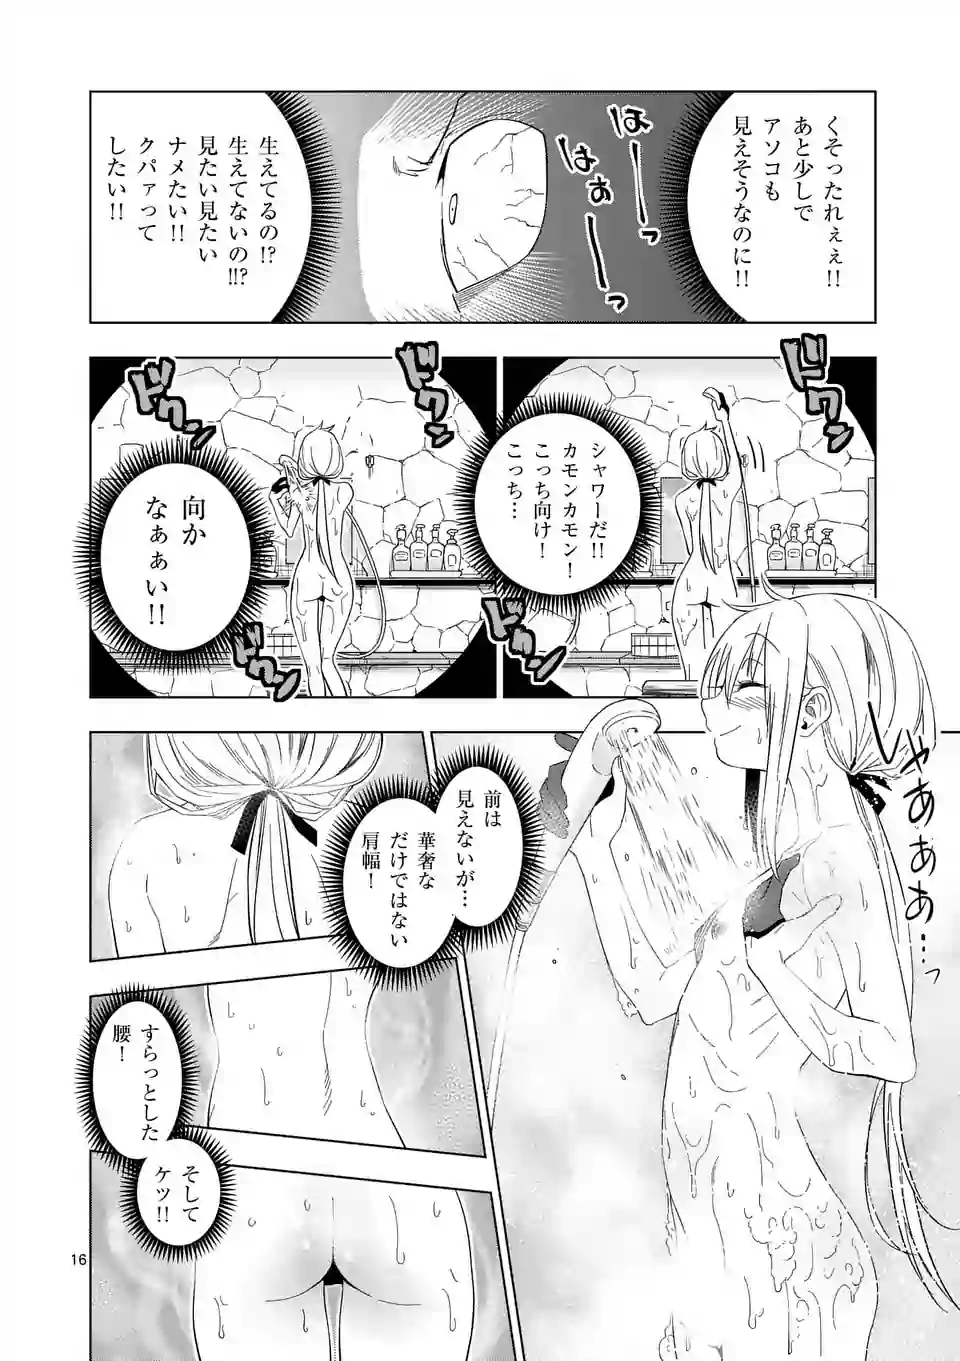 くそったれぇぇ!!
あと少しで
アソコも
見えそうなのに!!
はぁーっ
はぁーっ
生えてるの!?
生えてないの!!?
見たい見たい
ナメたい!!
クパァって
したい!!
ドクン
シャワーだ!!
カモンカモン!
こっち向け!
こっち…
ドクン
ドクン
ドクン
向か
なぁぁい!!
ドクン
しゃあああ…っ
前は
見えないが…
華奢な
だけではない
肩幅!
すらっとした
腰!
そして
ケツ!!
16